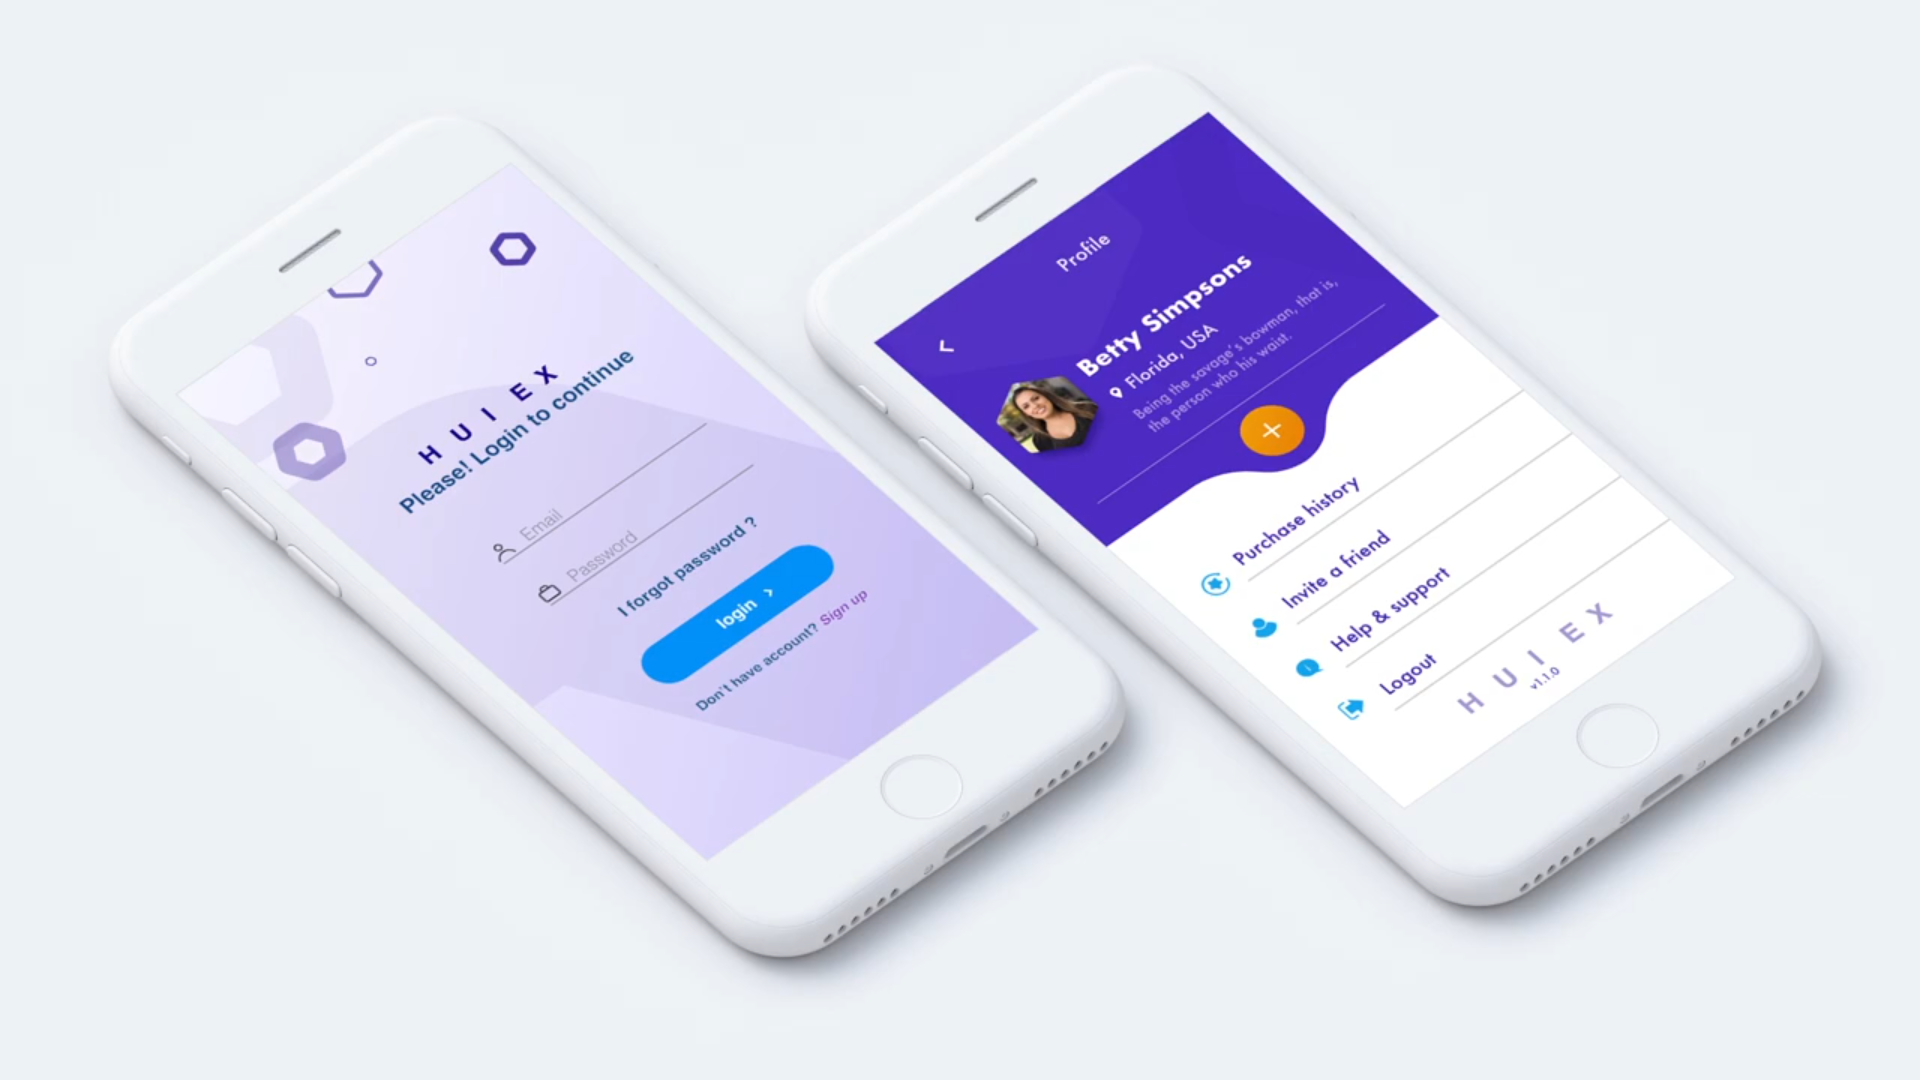 H U I E X
Please! Login to continue
Email
Password
I forgot password ?
login
Don't have account? Sign up
Profile
Betty Simpsons
Florida, USA
Being the savage's bowman, that is,
the person who his waist.
Purchase history
Invite a friend
Help & support
Logout
H U I E X
v1.1.0